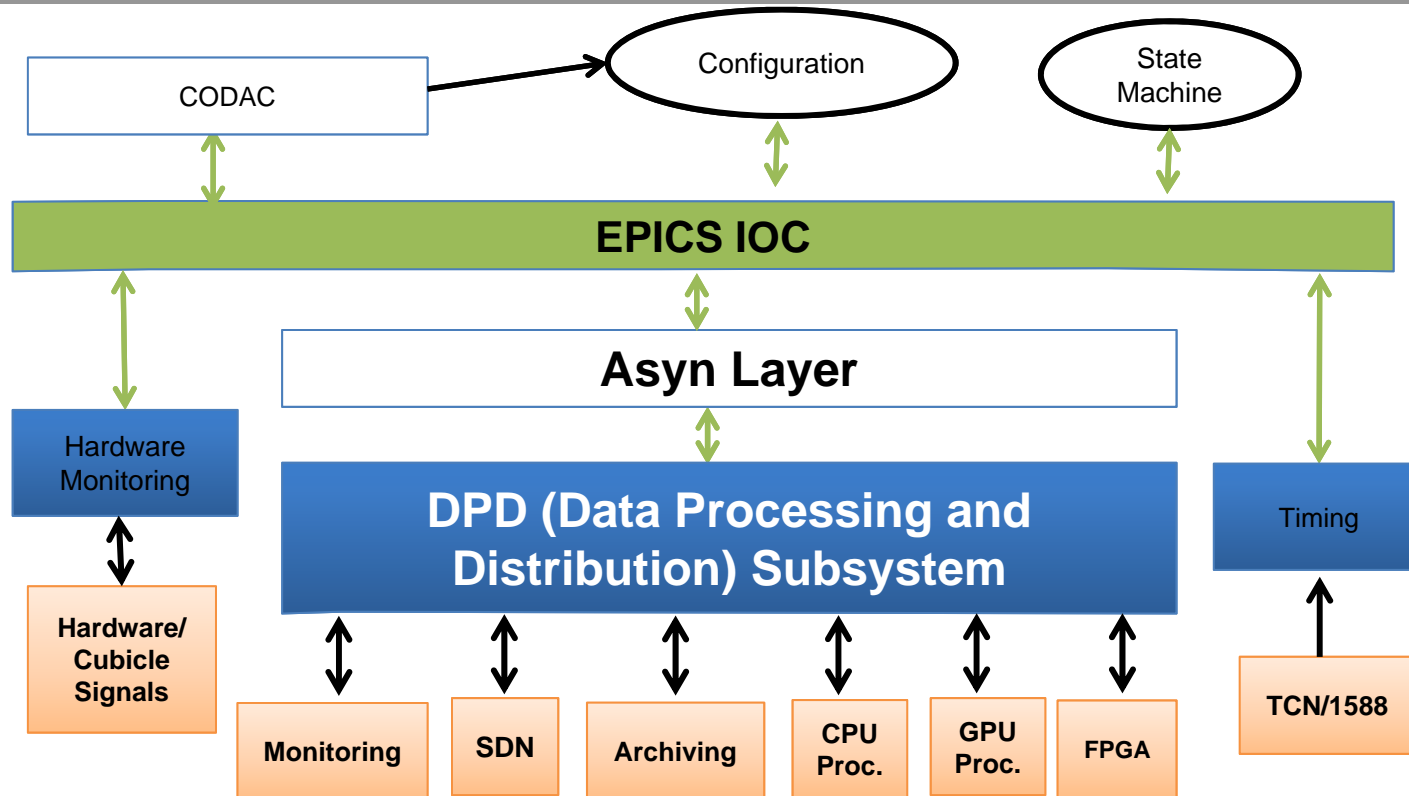 CODAC
Configuration
State
Machine
EPICS IOC
Asyn Layer
Hardware
Monitoring
DPD (Data Processing and
Distribution) Subsystem
Timing
Hardware/
Cubicle
Signals
Monitoring
SDN
Archiving
CPU
Proc.
GPU
Proc.
FPGA
TCN/1588